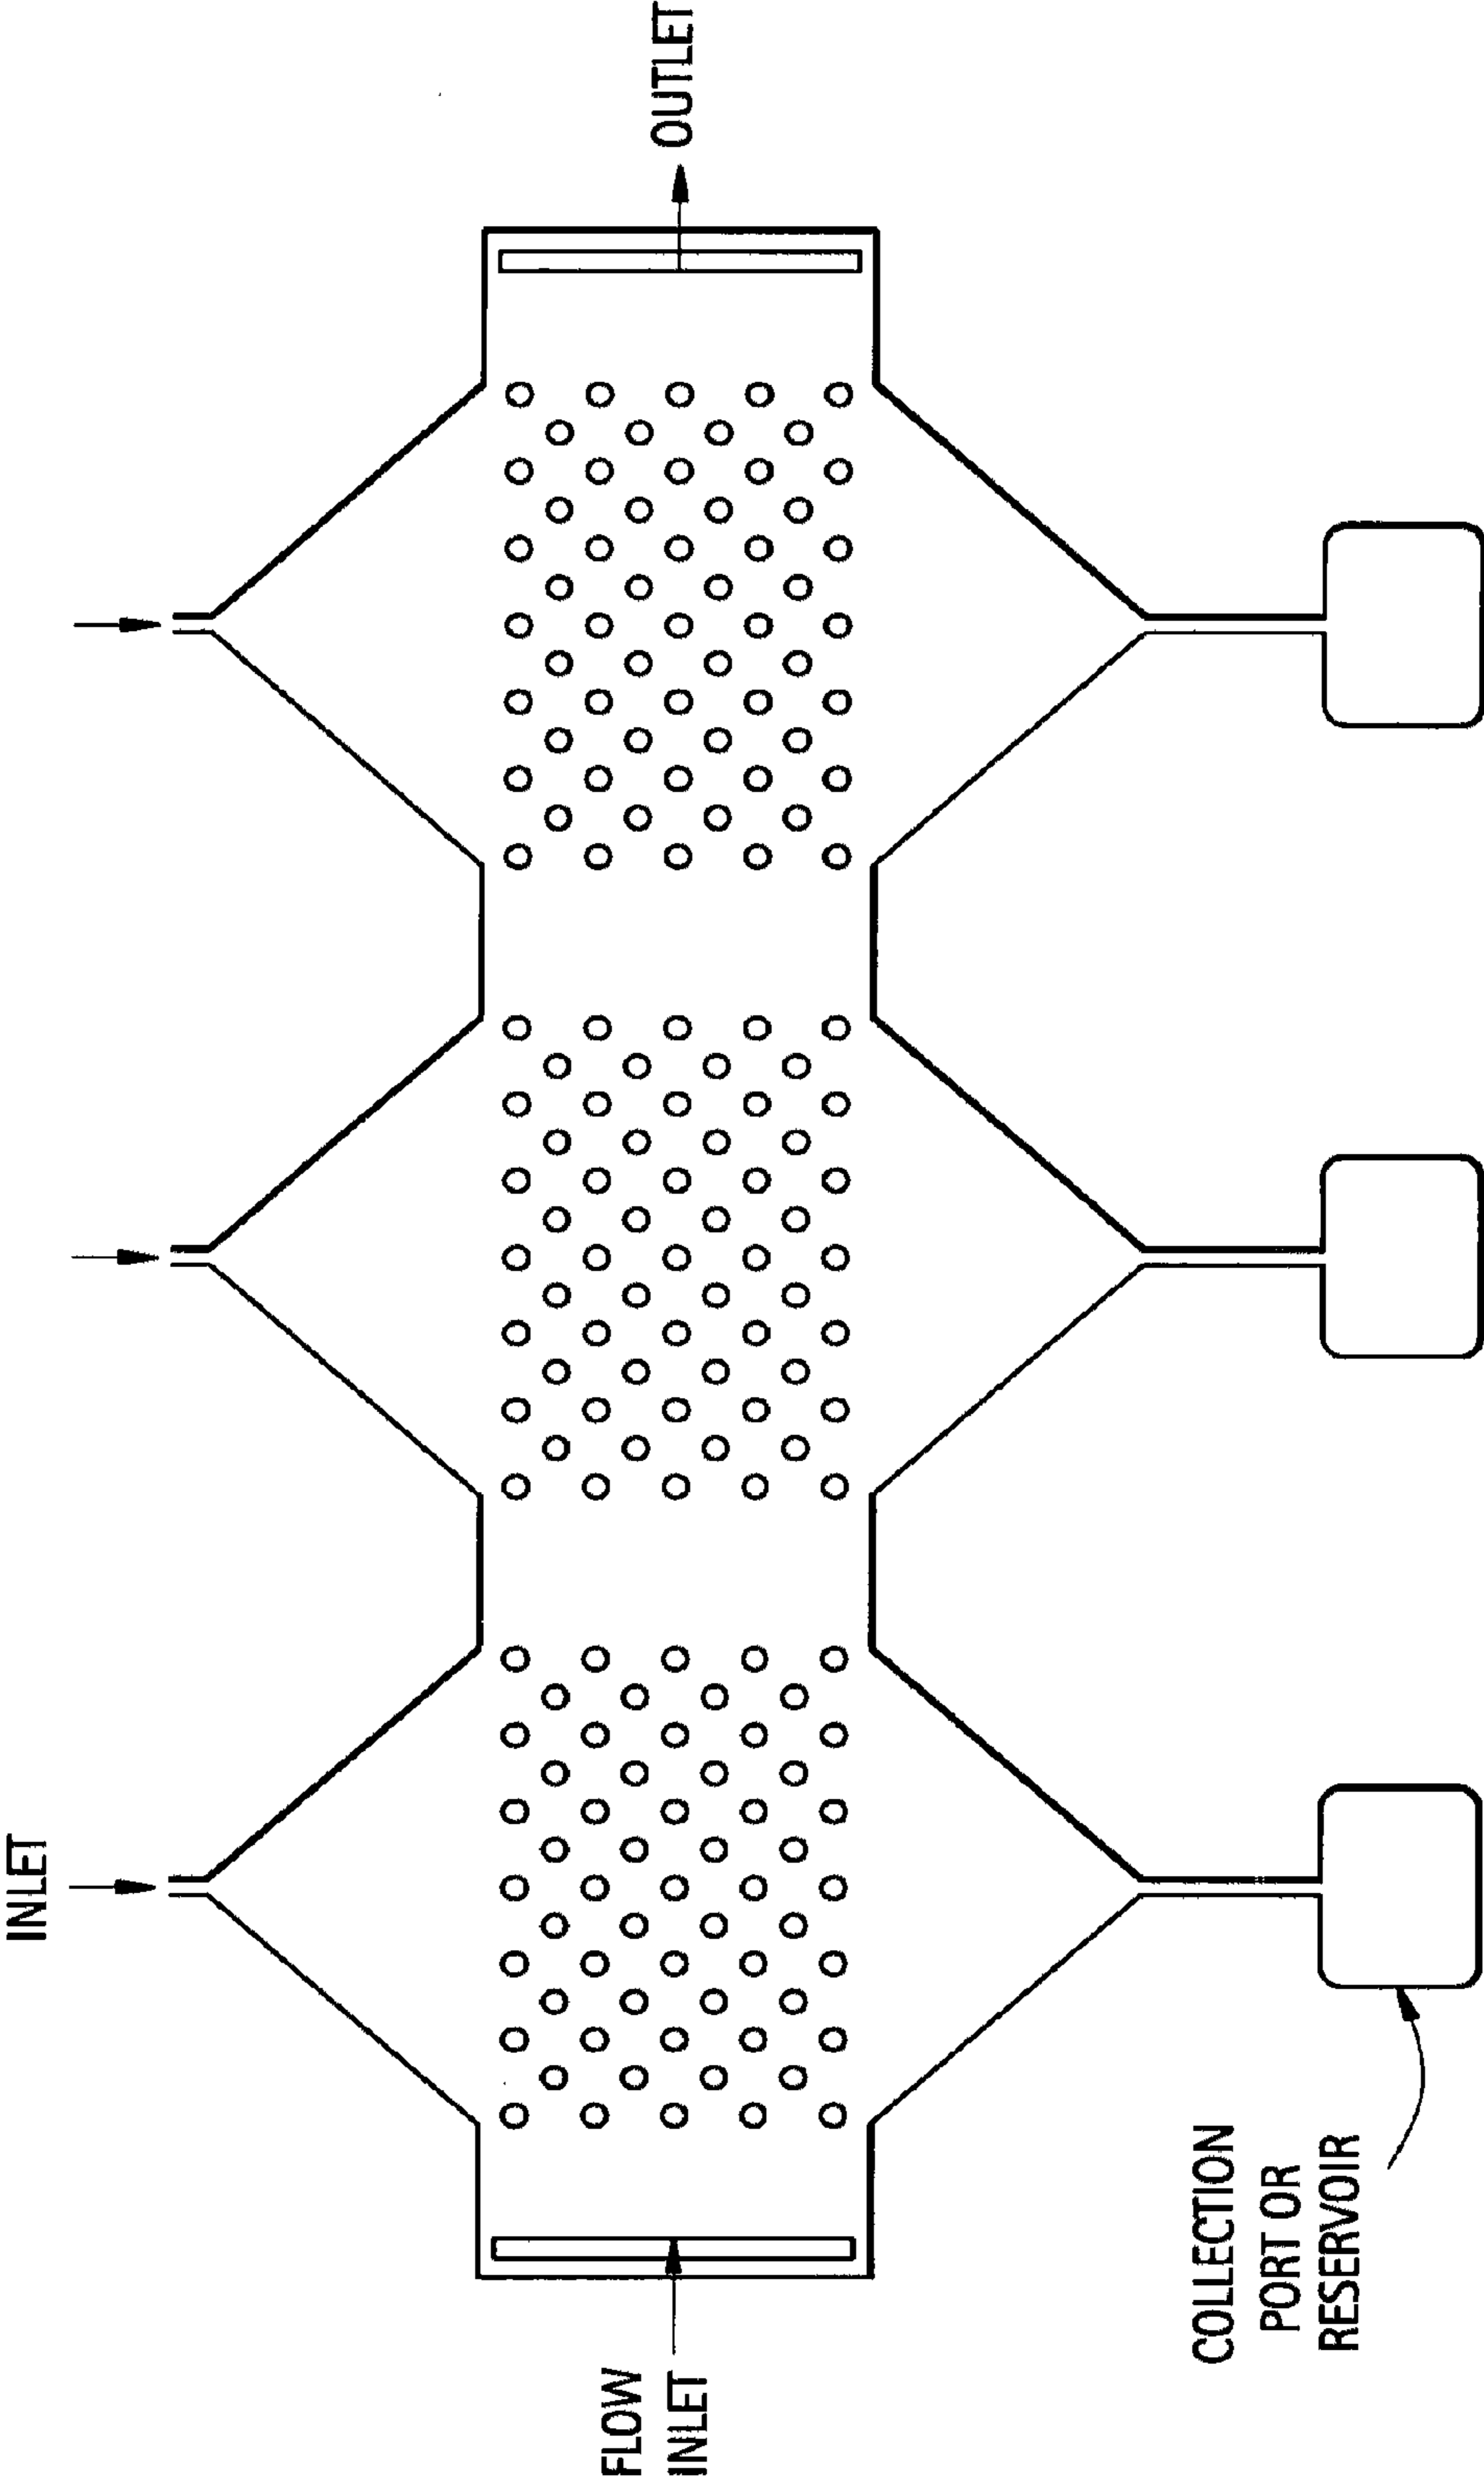 INLET
OUTLET
FLOW
INLET
COLLECTION
PORT OR
RESERVOIR